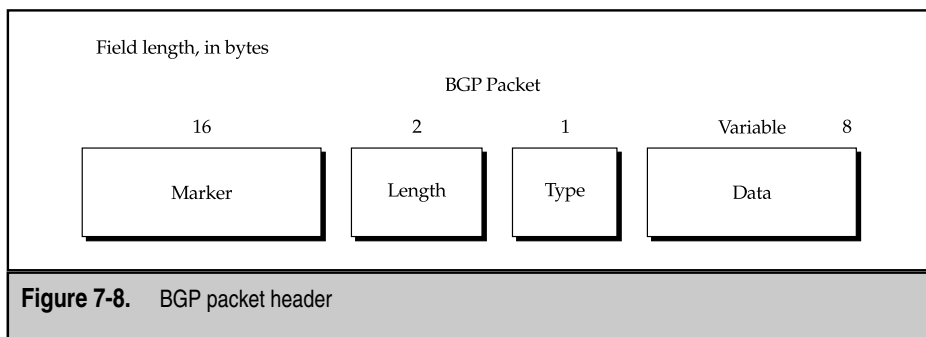 Field length, in bytes
BGP Packet
16 2 1 Variable 8
Marker Length Type Data
Figure 7-8. BGP packet header